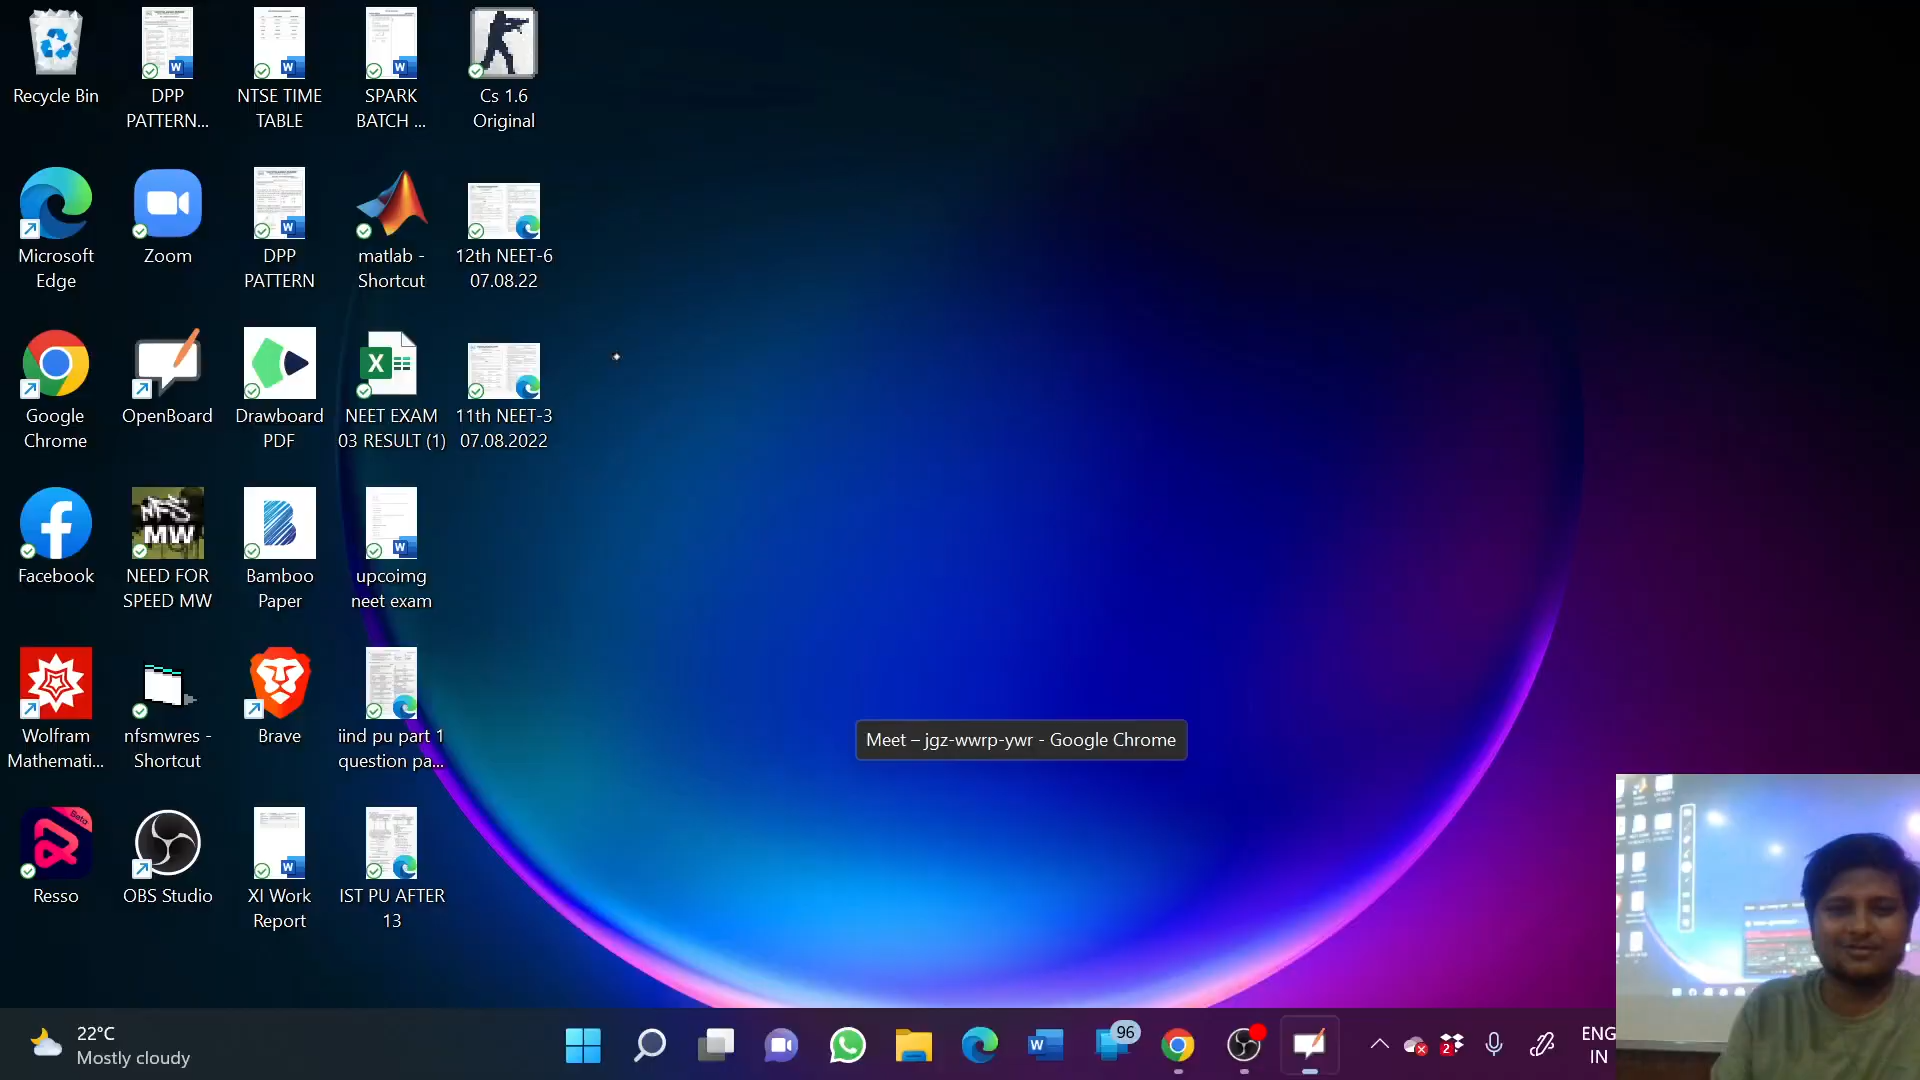 Recycle Bin
DPP
PATTERN...
NTSE TIME
TABLE
SPARK
BATCH ...
Cs 1.6
Original
Microsoft
Edge
Zoom
DPP
PATTERN
matlab -
Shortcut
12th NEET-6
07.08.22
Google
Chrome
OpenBoard
Drawboard
PDF
NEET EXAM
03 RESULT (1)
11th NEET-3
07.08.2022
Facebook
NFS
MW
NEED FOR
SPEED MW
Bamboo
Paper
upcoimg
neet exam
Wolfram
Mathemati...
nfsmwres -
Shortcut
Brave
iind pu part 1
question pa...
Meet – jgz-wwrp-ywr - Google Chrome
Beta
Resso
OBS Studio
XI Work
Report
IST PU AFTER
13
22°C
Mostly cloudy
96
2
ENG
IN